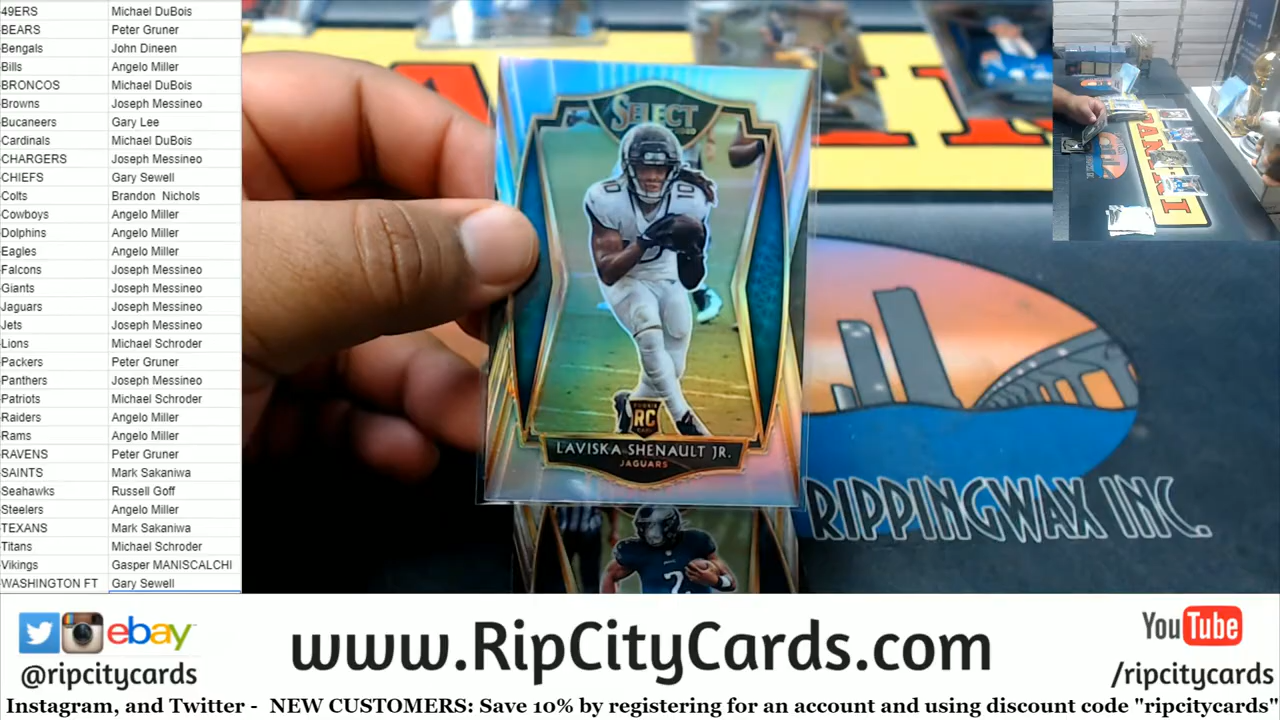 49ERS Michael DuBois
BEARS Peter Gruner
Bengals John Dineen
Bills Angelo Miller
BRONCOS Michael DuBois
Browns Joseph Messineo
Bucaneers Gary Lee
Cardinals Michael DuBois
CHARGERS Joseph Messineo
CHIEFS Gary Sewell
Colts Brandon Nichols
Cowboys Angelo Miller
Dolphins Angelo Miller
Eagles Angelo Miller
Falcons Joseph Messineo
Giants Joseph Messineo
Jaguars Joseph Messineo
Jets Joseph Messineo
Lions Michael Schroder
Packers Peter Gruner
Panthers Joseph Messineo
Patriots Michael Schroder
Raiders Angelo Miller
Rams Angelo Miller
RAVENS Peter Gruner
SAINTS Mark Sakaniwa
Seahawks Russell Goff
Steelers Angelo Miller
TEXANS Mark Sakaniwa
Titans Michael Schroder
Vikings Gasper MANISCALCHI
WASHINGTON FT Gary Sewell
SELECT
10
RC
LAVISKA SHENAULT JR.
JAGUARS
2
RIPPINGWAX INC.
ebay
@ripcitycards
www.RipCityCards.com
YouTube
/ripcitycards
Instagram, and Twitter - NEW CUSTOMERS: Save 10% by registering for an account and using discount code "ripcitycards"